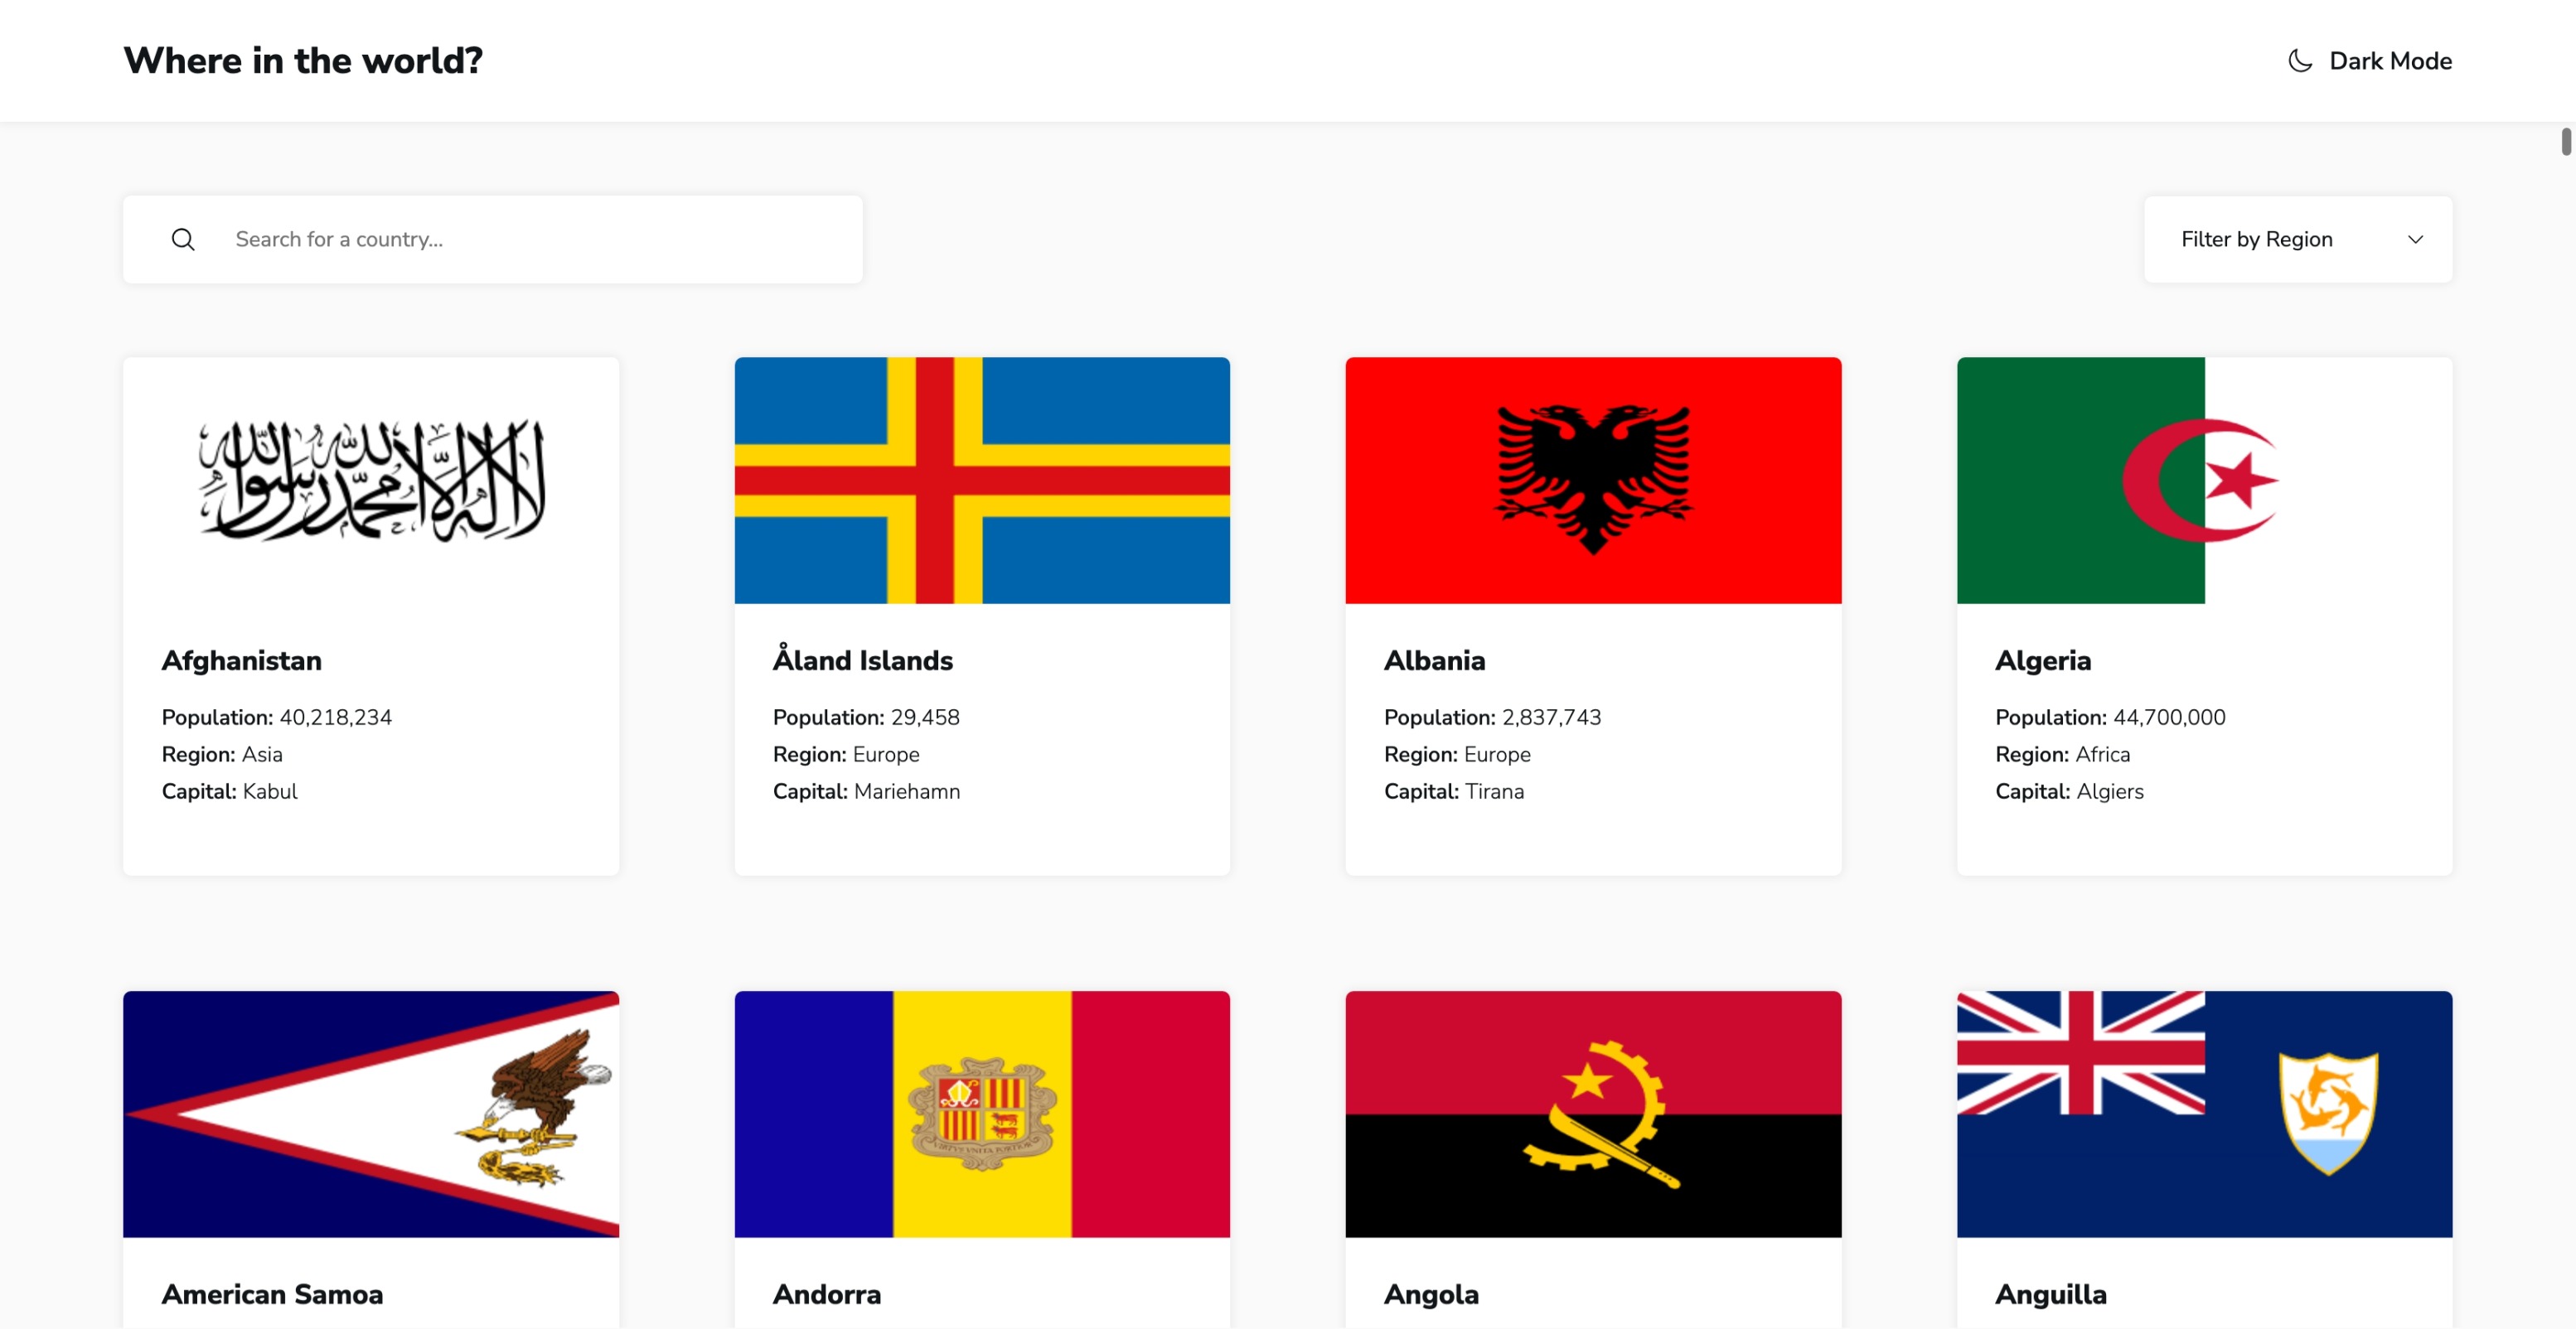 Where in the world?
Dark Mode
Search for a country...
Filter by Region
لا إله إلا الله محمد رسول الله
Afghanistan
Population: 40,218,234
Region: Asia
Capital: Kabul
Åland Islands
Population: 29,458
Region: Europe
Capital: Mariehamn
Albania
Population: 2,837,743
Region: Europe
Capital: Tirana
Algeria
Population: 44,700,000
Region: Africa
Capital: Algiers
VIRTVS VNITA FORTIOR
American Samoa
Andorra
Angola
Anguilla